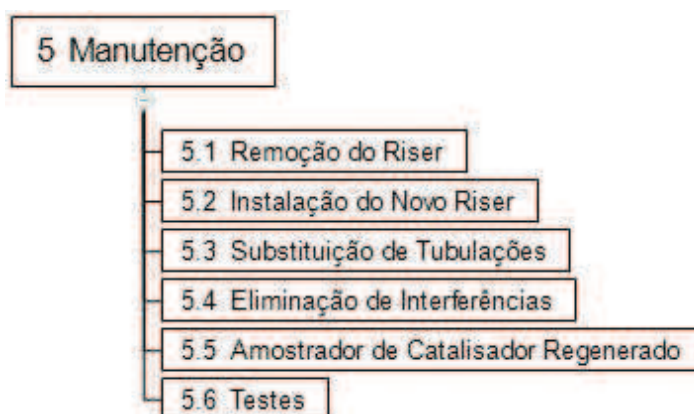 5 Manutenção
5.1 Remoção do Riser
5.2 Instalação do Novo Riser
5.3 Substituição de Tubulações
5.4 Eliminação de Interferências
5.5 Amostrador de Catalisador Regenerado
5.6 Testes